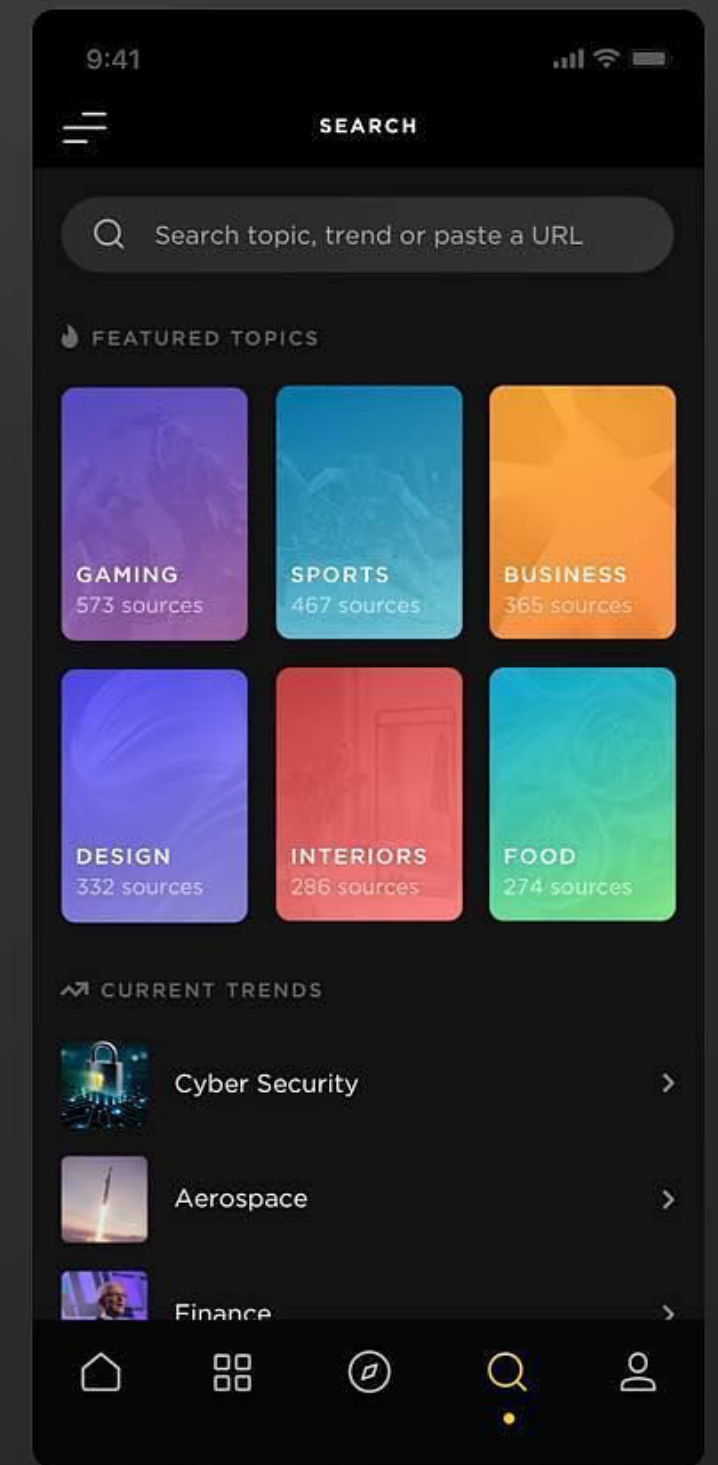 9:41
SEARCH
Search topic, trend or paste a URL
FEATURED TOPICS
GAMING
573 sources
SPORTS
467 sources
BUSINESS
365 sources
DESIGN
332 sources
INTERIORS
286 sources
FOOD
274 sources
CURRENT TRENDS
Cyber Security
Aerospace
Finance